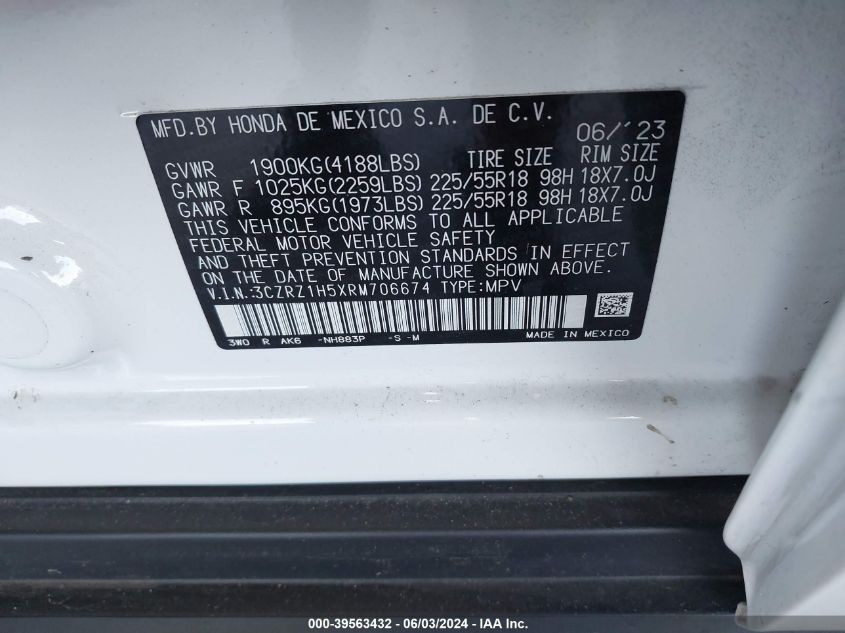 MFD.BY HONDA DE MEXICO S.A. DE C.V. 06/'23
GVWR 1900KG(4188LBS) TIRE SIZE RIM SIZE
GAWR F 1025KG(2259LBS) 225/55R18 98H 18X7.0J
GAWR R 895KG(1973LBS) 225/55R18 98H 18X7.0J
THIS VEHICLE CONFORMS TO ALL APPLICABLE
FEDERAL MOTOR VEHICLE SAFETY
AND THEFT PREVENTION STANDARDS IN EFFECT
ON THE DATE OF MANUFACTURE SHOWN ABOVE.
V.I.N.:3CZRZ1H5XRM706674 TYPE:MPV
3W0 R AK6 -NH883P -S -M MADE IN MEXICO
000-39563432 - 06/03/2024 - IAA Inc.